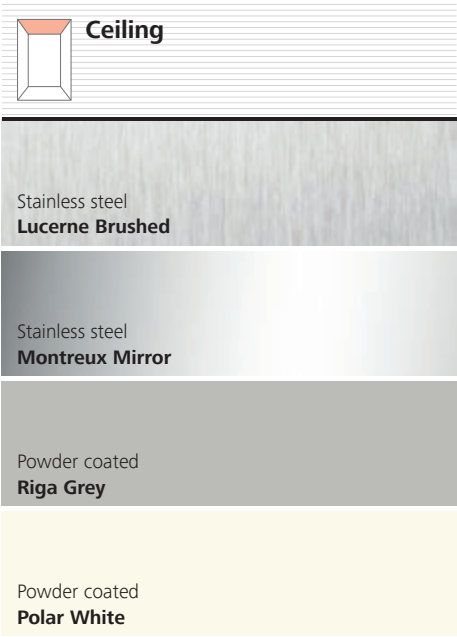 Ceiling
Stainless steel
Lucerne Brushed
Stainless steel
Montreux Mirror
Powder coated
Riga Grey
Powder coated
Polar White